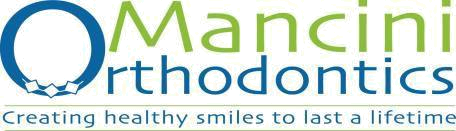 Mancini
Orthodontics
Creating healthy smiles to last a lifetime